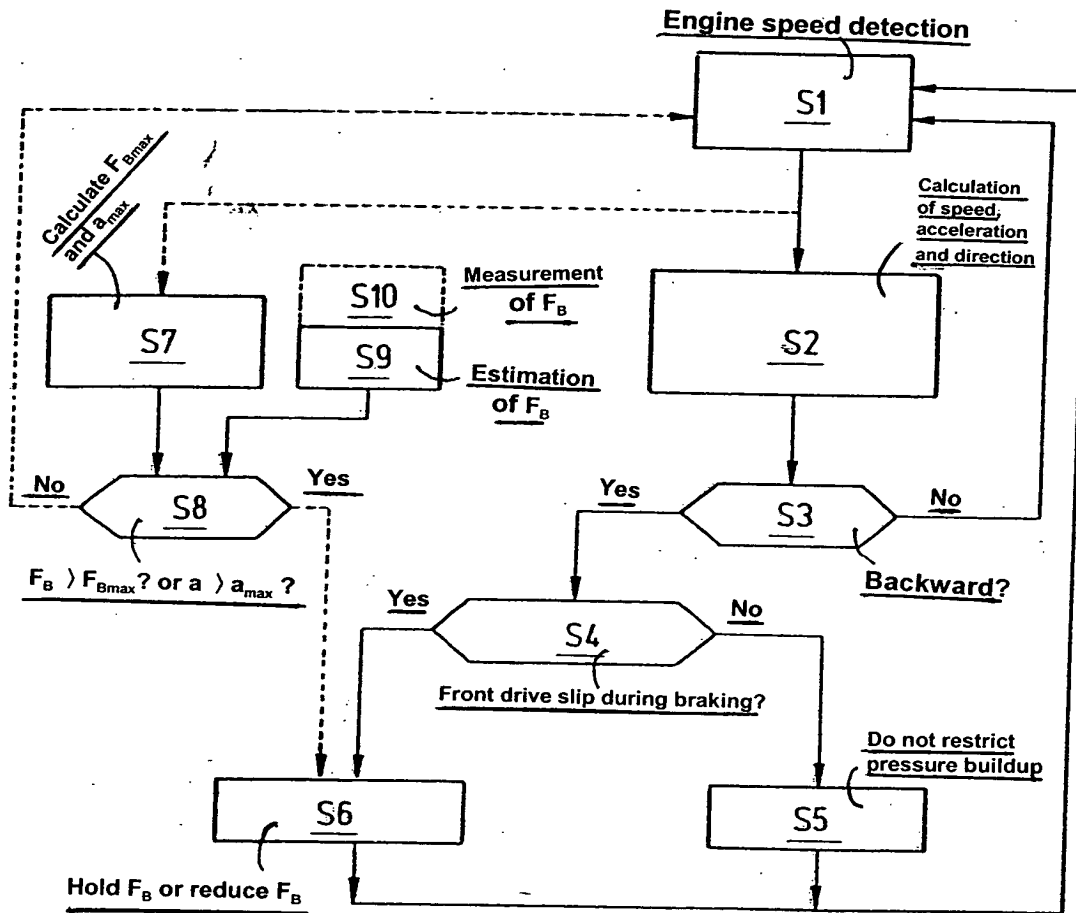 Engine speed detection
S1
Calculate F_Bmax
and a_max
Calculation
of speed,
acceleration
and direction
S10
Measurement
of F_B
S7
S9
S2
Estimation
of F_B
No
Yes
S8
Yes
No
S3
F_B > F_Bmax? or a > a_max ?
Backward?
Yes
No
S4
Front drive slip during braking?
Do not restrict
pressure buildup
S6
S5
Hold F_B or reduce F_B